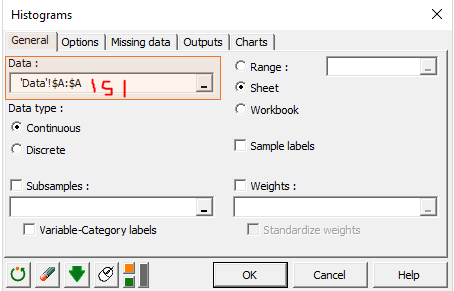 Histograms
General
Options
Missing data
Outputs
Charts
Data :
'Data'!$A:$A
151
Data type :
Continuous
Discrete
Range :
Sheet
Workbook
Sample labels
Subsamples :
Variable-Category labels
Weights :
Standardize weights
OK
Cancel
Help